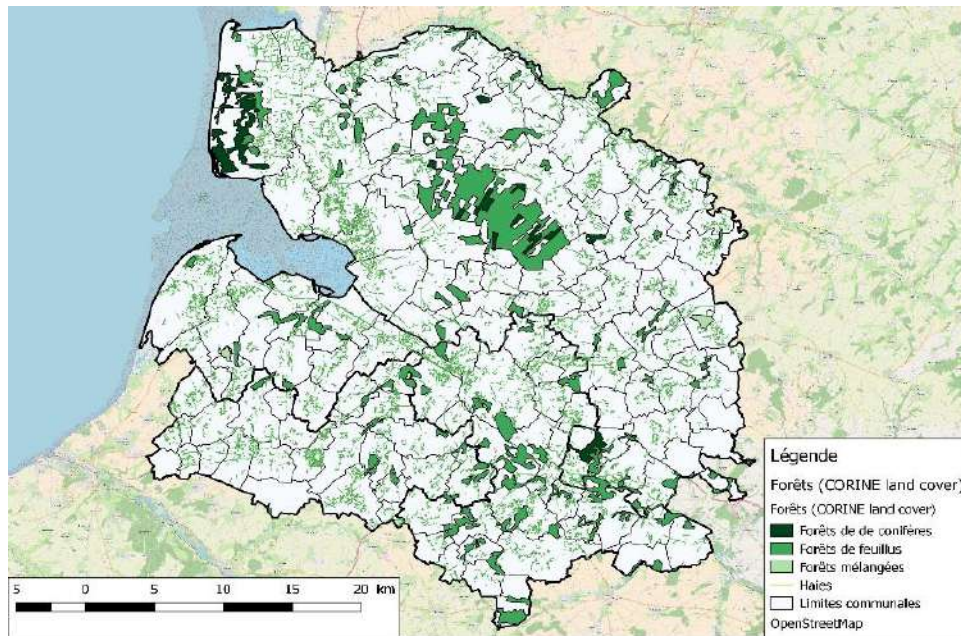 Légende
Forêts (CORINE land cover)
Forêts (CORINE land cover)
Forêts de de conifères
Forêts de feuillus
Forêts mélangées
Haies
Limites communales
OpenStreetMap
5 0 5 10 15 20 km